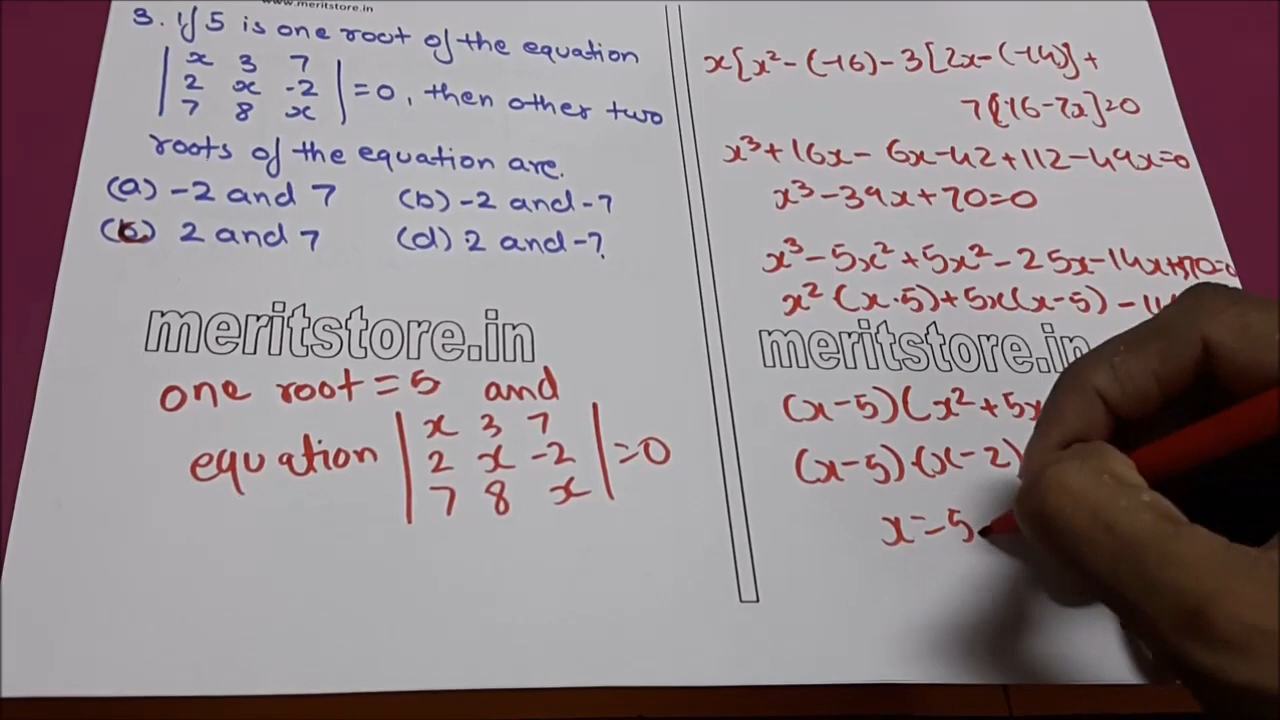 www.meritstore.in
3. If 5 is one root of the equation
| x 3 7 |
| 2 x -2 | = 0, then other two
| 7 8 x |
roots of the equation are.
(a) -2 and 7 (b) -2 and -7
(c) 2 and 7 (d) 2 and -7
meritstore.in
one root = 5 and
| x 3 7 |
equation | 2 x -2 | = 0
| 7 8 x |
x[x² - (-16) - 3[2x - (-14)] +
7[16 - 7x] = 0
x³ + 16x - 6x - 42 + 112 - 49x = 0
x³ - 39x + 70 = 0
x³ - 5x² + 5x² - 25x - 14x + 70 = 0
x² (x - 5) + 5x(x - 5) - 14
meritstore.in
(x - 5)(x² + 5x
(x - 5) (x - 2)
x = 5